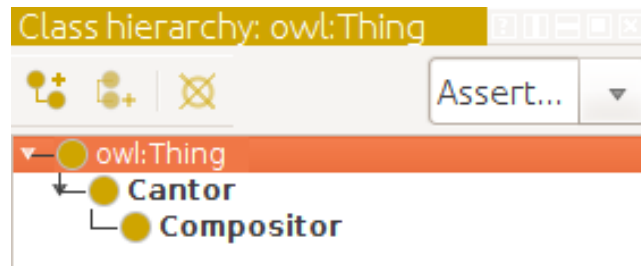 Class hierarchy: owl:Thing
Assert...
owl:Thing
Cantor
Compositor